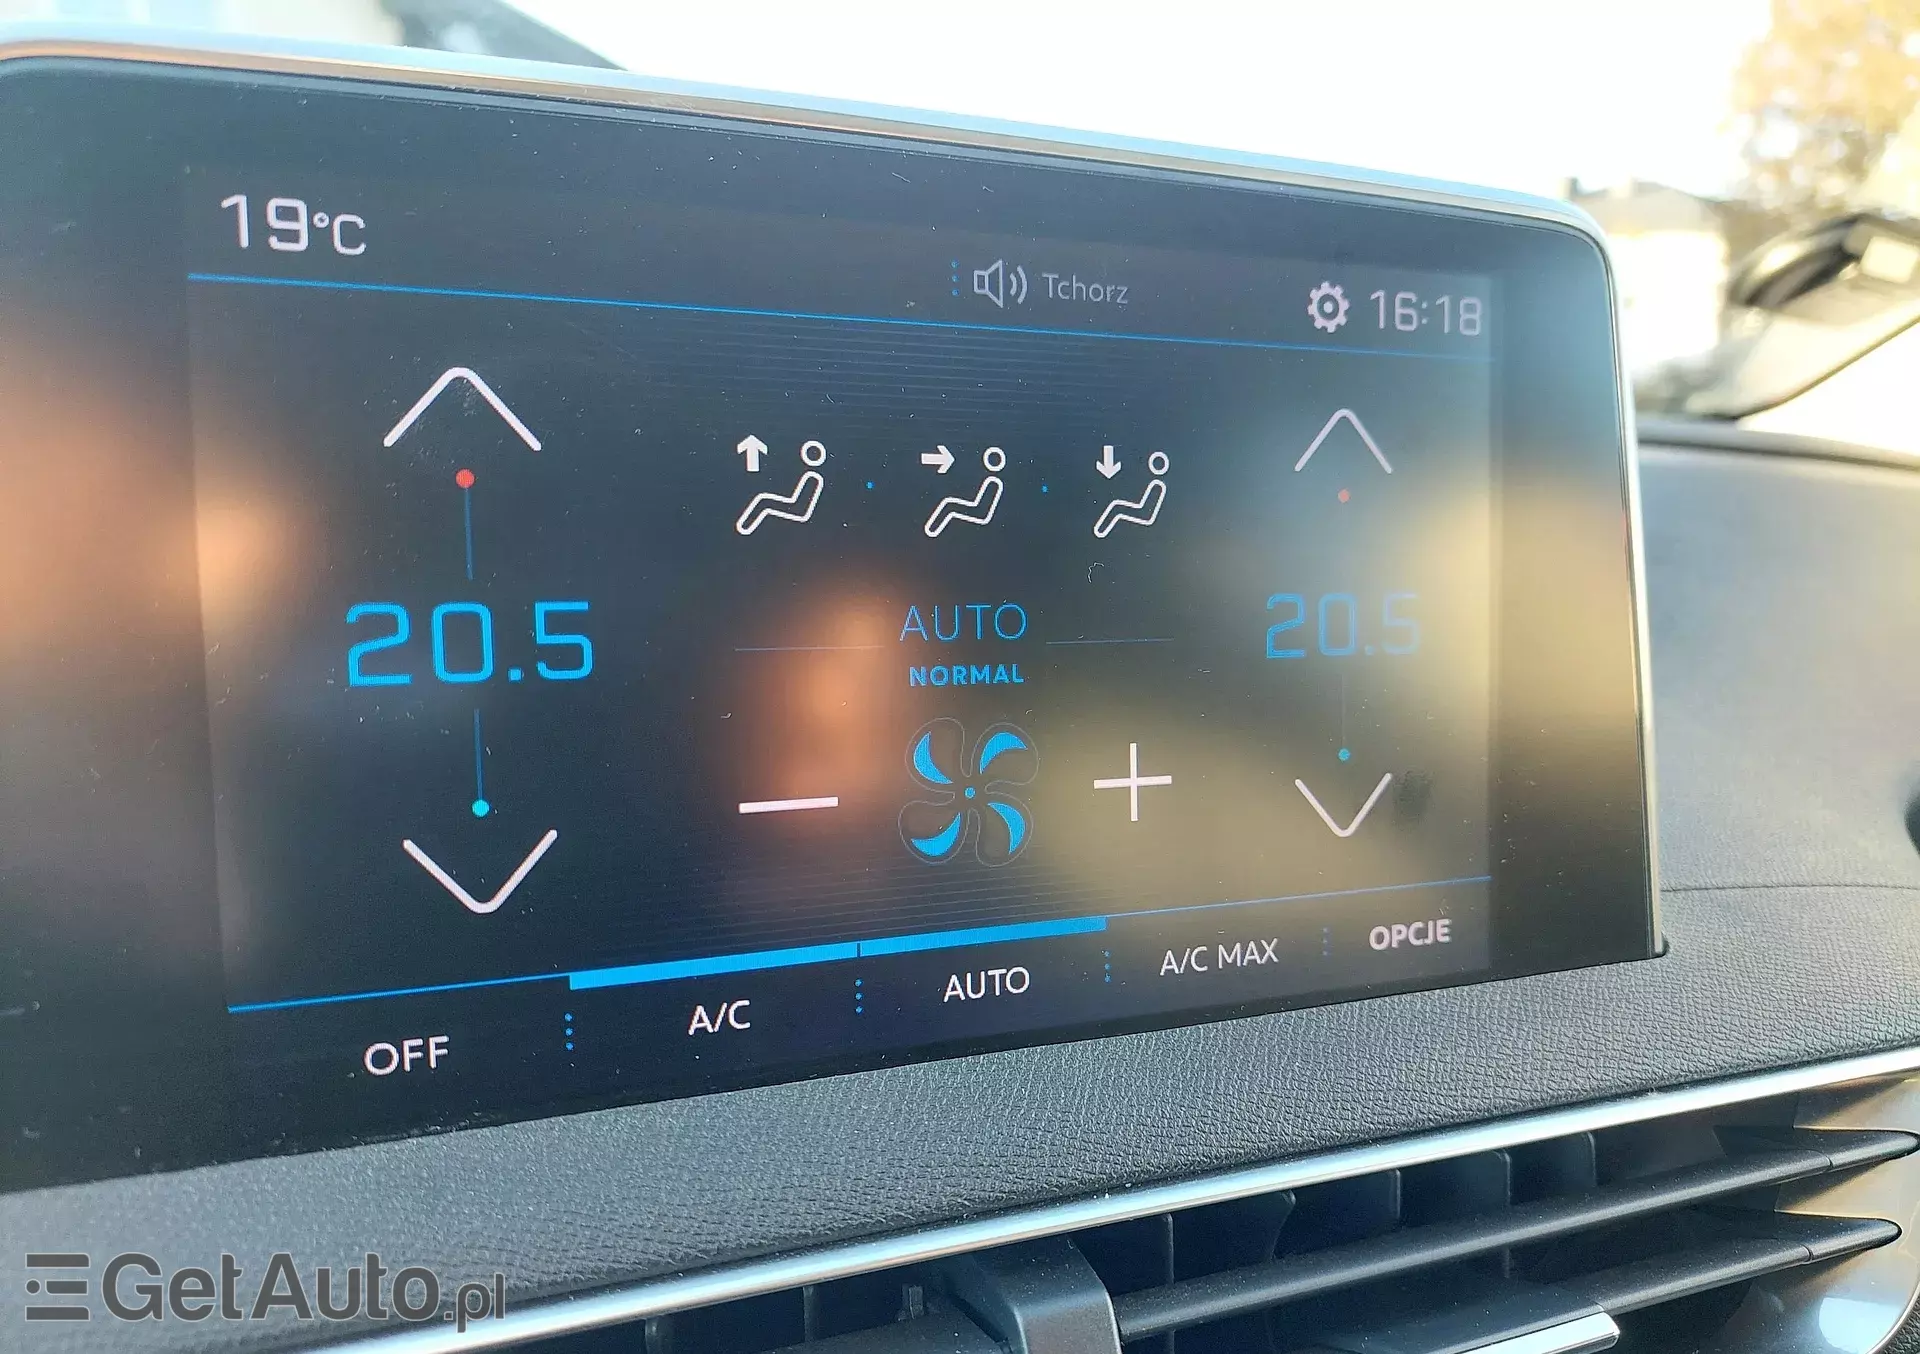 19°C
Tchorz
16:18
20.5
AUTO
NORMAL
20.5
OFF
A/C
AUTO
A/C MAX
OPCJE
GetAuto.pl